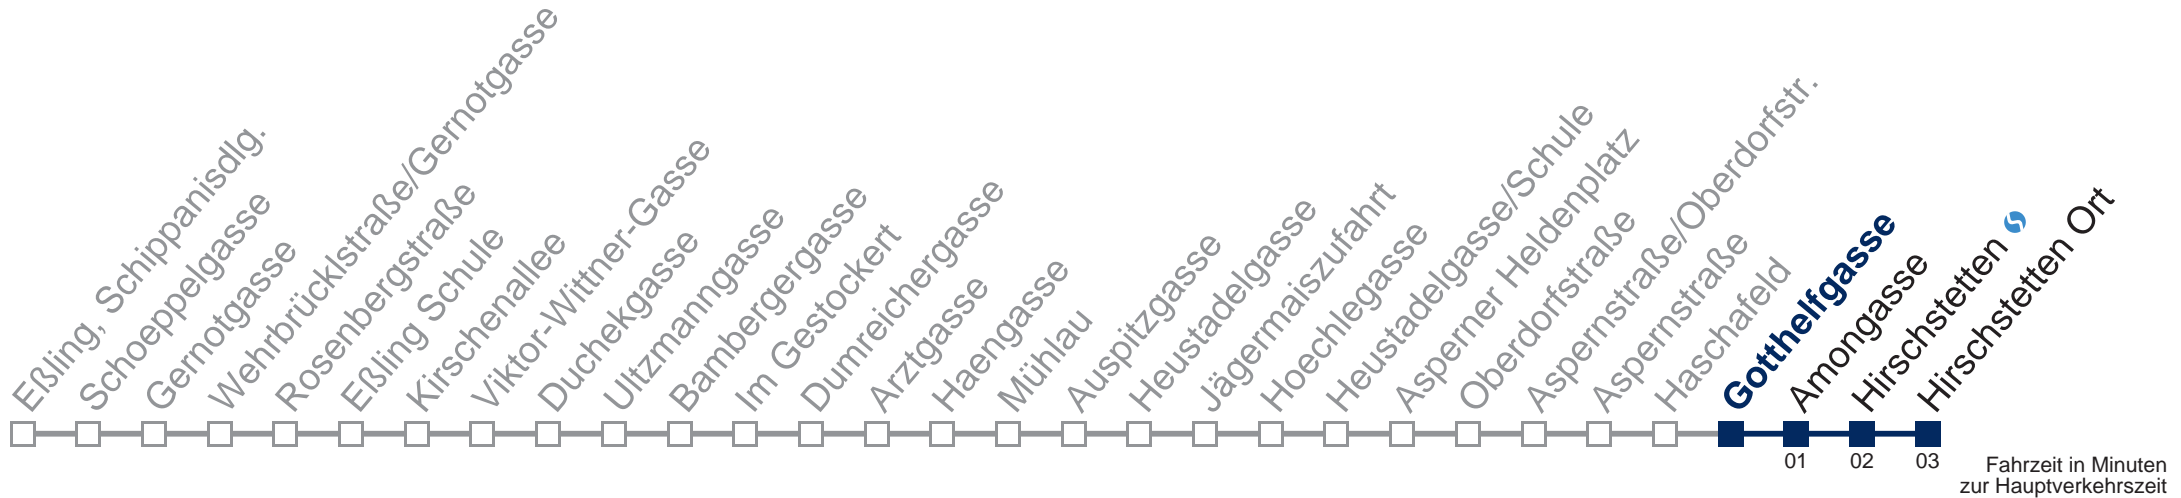 Eßling, Schippanisdlg.
Schoeppelgasse
Gernotgasse
Wehrbrücklstraße/Gernotgasse
Rosenbergstraße
Eßling Schule
Kirschenallee
Viktor-Wittner-Gasse
Duchekgasse
Ultzmanngasse
Bambergergasse
Im Gestockert
Dumreichergasse
Arztgasse
Haengasse
Mühlau
Auspitzgasse
Heustadelgasse
Jägermaiszufahrt
Hoechlegasse
Heustadelgasse/Schule
Asperner Heldenplatz
Oberdorfstraße
Aspernstraße/Oberdorfstr.
Aspernstraße
Haschafeld
Gotthelfgasse
Amongasse
Hirschstetten
Hirschstetten Ort
01 02 03
Fahrzeit in Minuten
zur Hauptverkehrszeit